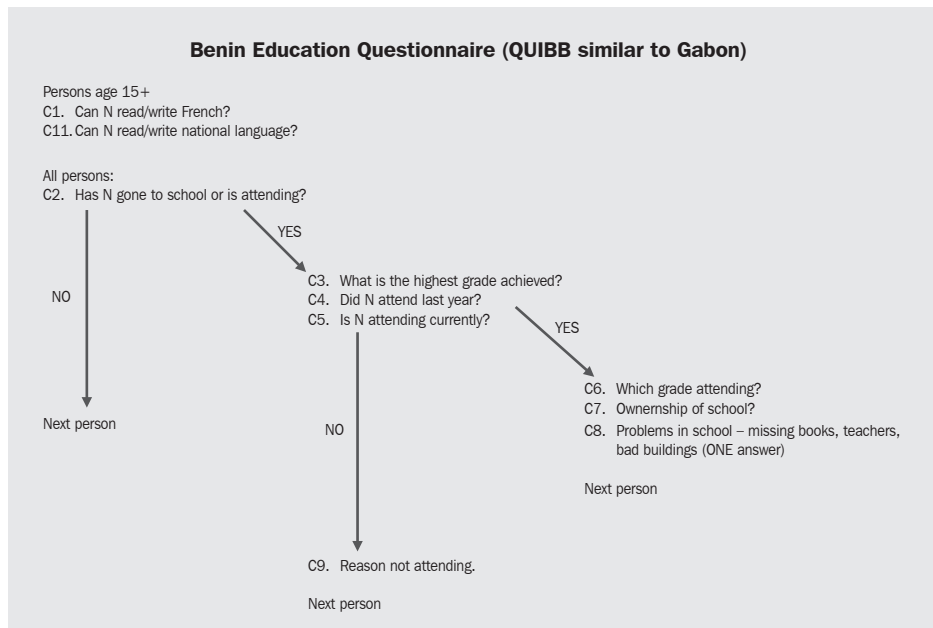 Benin Education Questionnaire (QUIBB similar to Gabon)
Persons age 15+
C1. Can N read/write French?
C11. Can N read/write national language?
All persons:
C2. Has N gone to school or is attending?
YES
NO
C3. What is the highest grade achieved?
C4. Did N attend last year?
C5. Is N attending currently?
YES
C6. Which grade attending?
C7. Ownernship of school?
C8. Problems in school – missing books, teachers,
bad buildings (ONE answer)
Next person
NO
Next person
C9. Reason not attending.
Next person